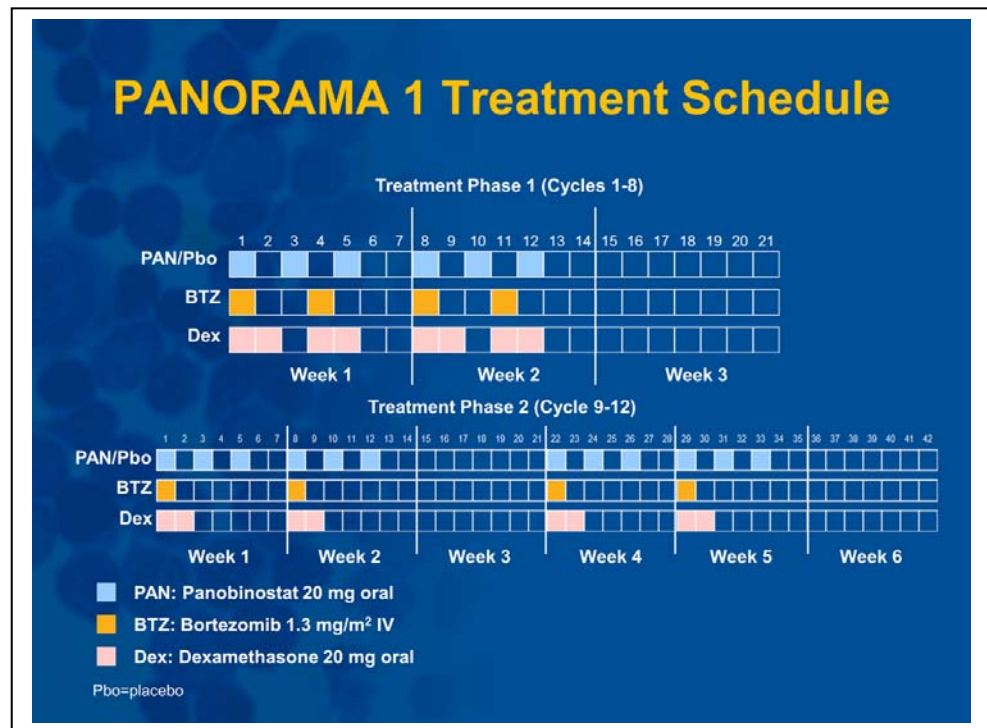 PANORAMA 1 Treatment Schedule
Treatment Phase 1 (Cycles 1-8)
1 2 3 4 5 6 7 8 9 10 11 12 13 14 15 16 17 18 19 20 21
PAN/Pbo
BTZ
Dex
Week 1 Week 2 Week 3
Treatment Phase 2 (Cycle 9-12)
1 2 3 4 5 6 7 8 9 10 11 12 13 14 15 16 17 18 19 20 21 22 23 24 25 26 27 28 29 30 31 32 33 34 35 36 37 38 39 40 41 42
PAN/Pbo
BTZ
Dex
Week 1 Week 2 Week 3 Week 4 Week 5 Week 6
PAN: Panobinostat 20 mg oral
BTZ: Bortezomib 1.3 mg/m² IV
Dex: Dexamethasone 20 mg oral
Pbo=placebo